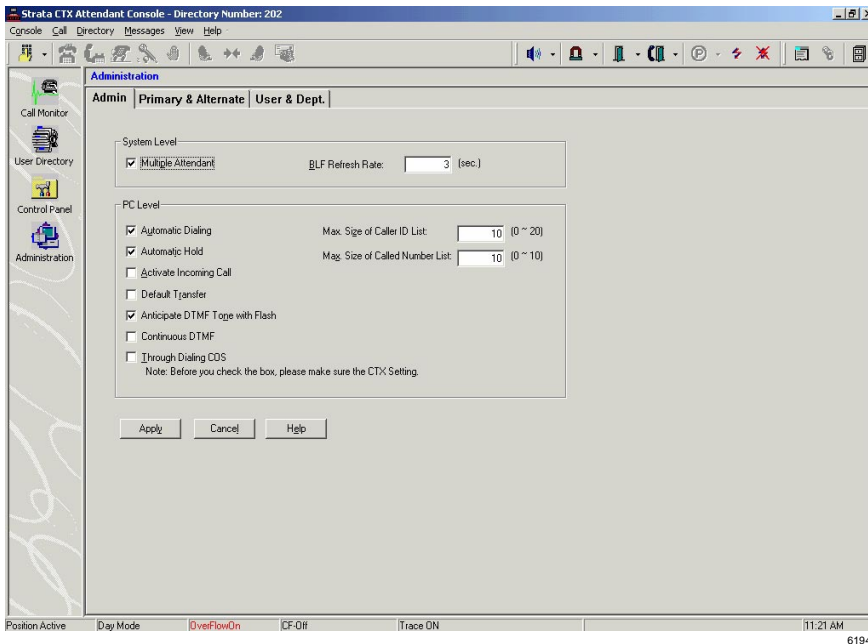 Strata CTX Attendant Console - Directory Number: 202
Console Call Directory Messages View Help
Administration
Admin Primary & Alternate User & Dept.
Call Monitor
User Directory
Control Panel
Administration
System Level
Multiple Attendant BLF Refresh Rate: 3 (sec.)
PC Level
Automatic Dialing Max. Size of Caller ID List: 10 (0 ~ 20)
Automatic Hold Max. Size of Called Number List: 10 (0 ~ 10)
Activate Incoming Call
Default Transfer
Anticipate DTMF Tone with Flash
Continuous DTMF
Through Dialing COS
Note: Before you check the box, please make sure the CTX Setting.
Apply Cancel Help
Position Active Day Mode OverFlowOn CF-Off Trace ON 11:21 AM
6194